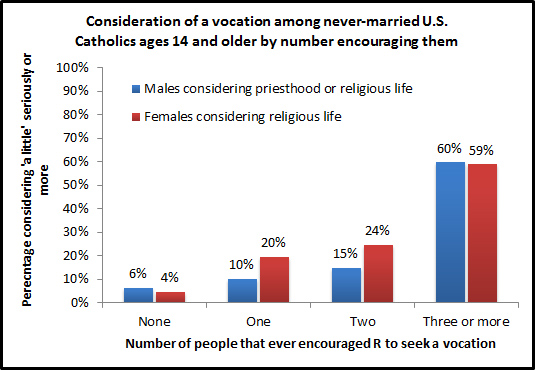 Consideration of a vocation among never-married U.S.
Catholics ages 14 and older by number encouraging them
Perecntage considering 'a little' seriously or
more
100%
90%
80%
70%
60%
50%
40%
30%
20%
10%
0%
Males considering priesthood or religious life
Females considering religious life
6%
4%
10%
20%
15%
24%
60%
59%
None
One
Two
Three or more
Number of people that ever encouraged R to seek a vocation